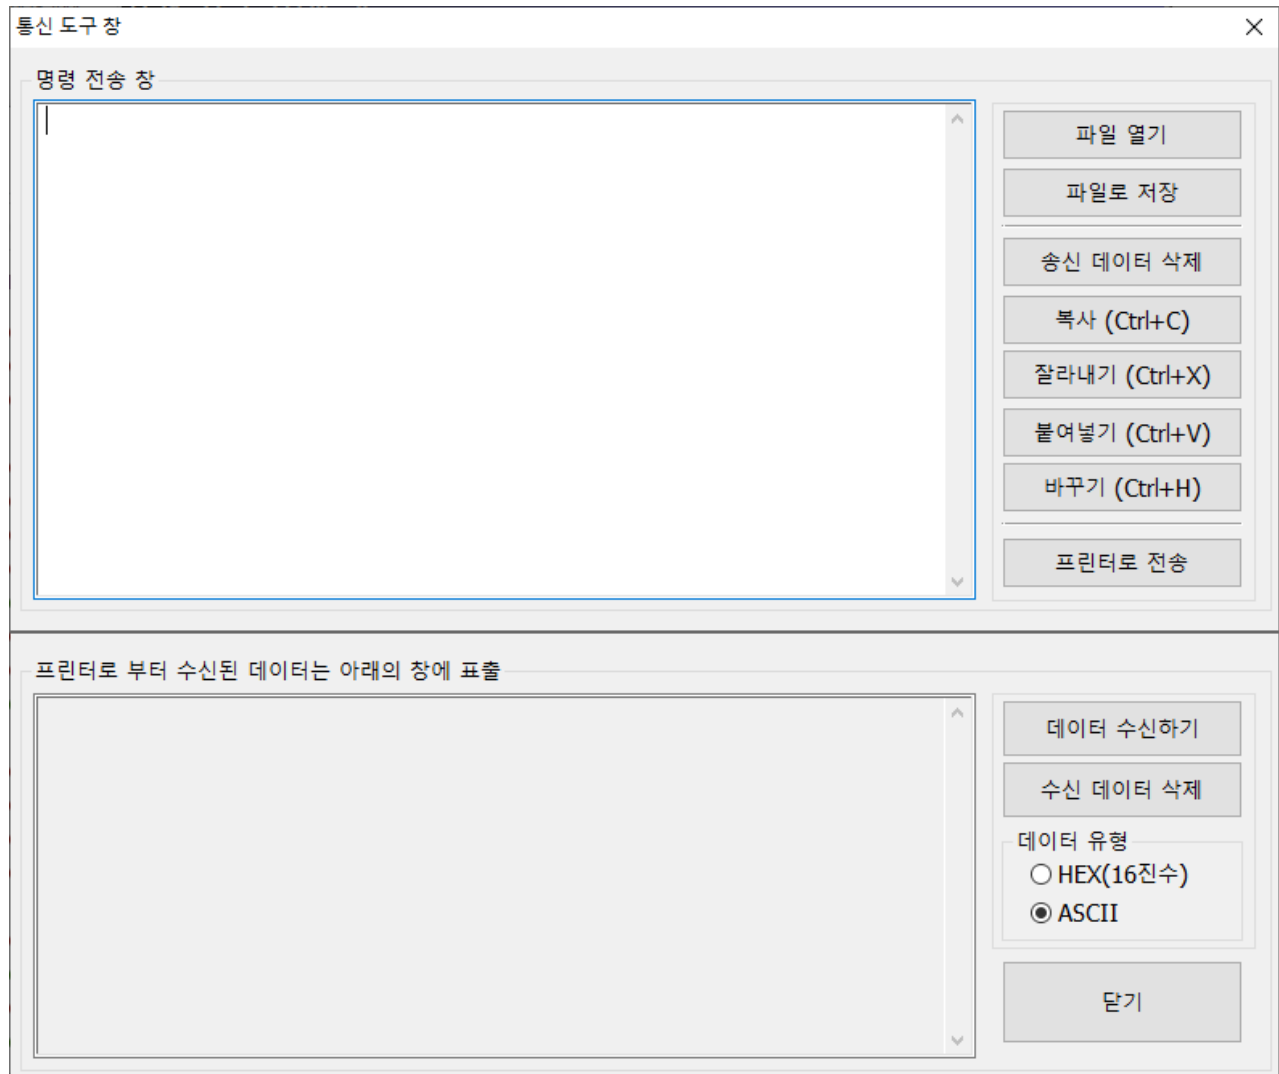 통신 도구 창
명령 전송 창
파일 열기
파일로 저장
송신 데이터 삭제
복사 (Ctrl+C)
잘라내기 (Ctrl+X)
붙여넣기 (Ctrl+V)
바꾸기 (Ctrl+H)
프린터로 전송
프린터로 부터 수신된 데이터는 아래의 창에 표출
데이터 수신하기
수신 데이터 삭제
데이터 유형
HEX(16진수)
ASCII
닫기